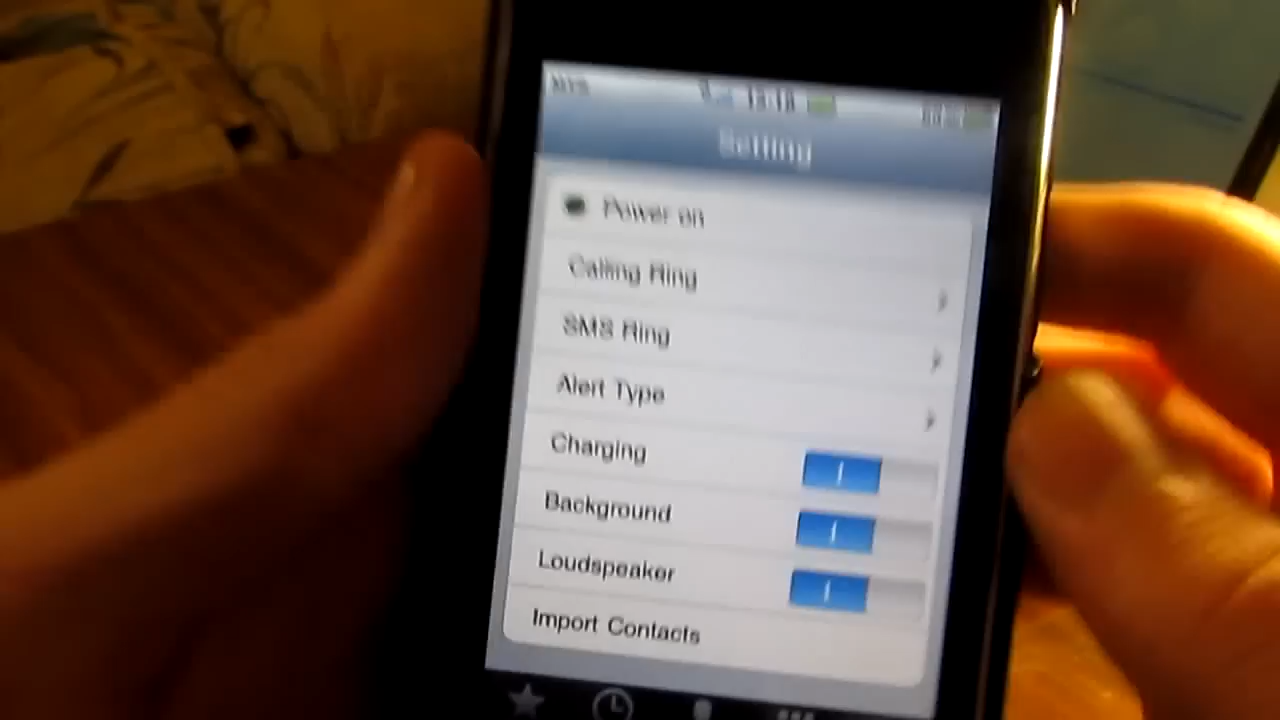 Setting
Power on
Calling Ring
SMS Ring
Alert Type
Charging
Background
Loudspeaker
Import Contacts